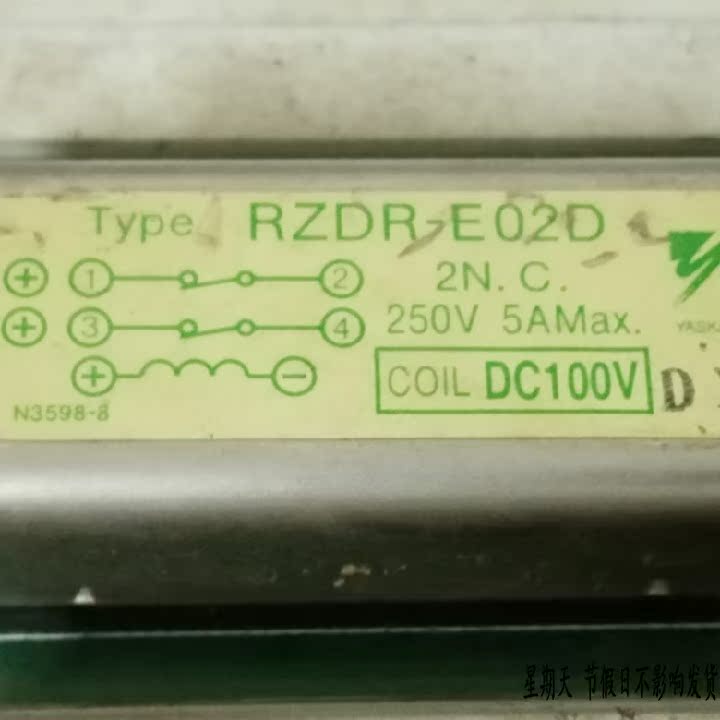 Type RZDR-E02D
⊕ ① ② 2N.C.
⊕ ③ ④ 250V 5AMax.
YASK
⊕ ⊖ COIL DC100V D
N3598-8
星期天 节假日不影响发货